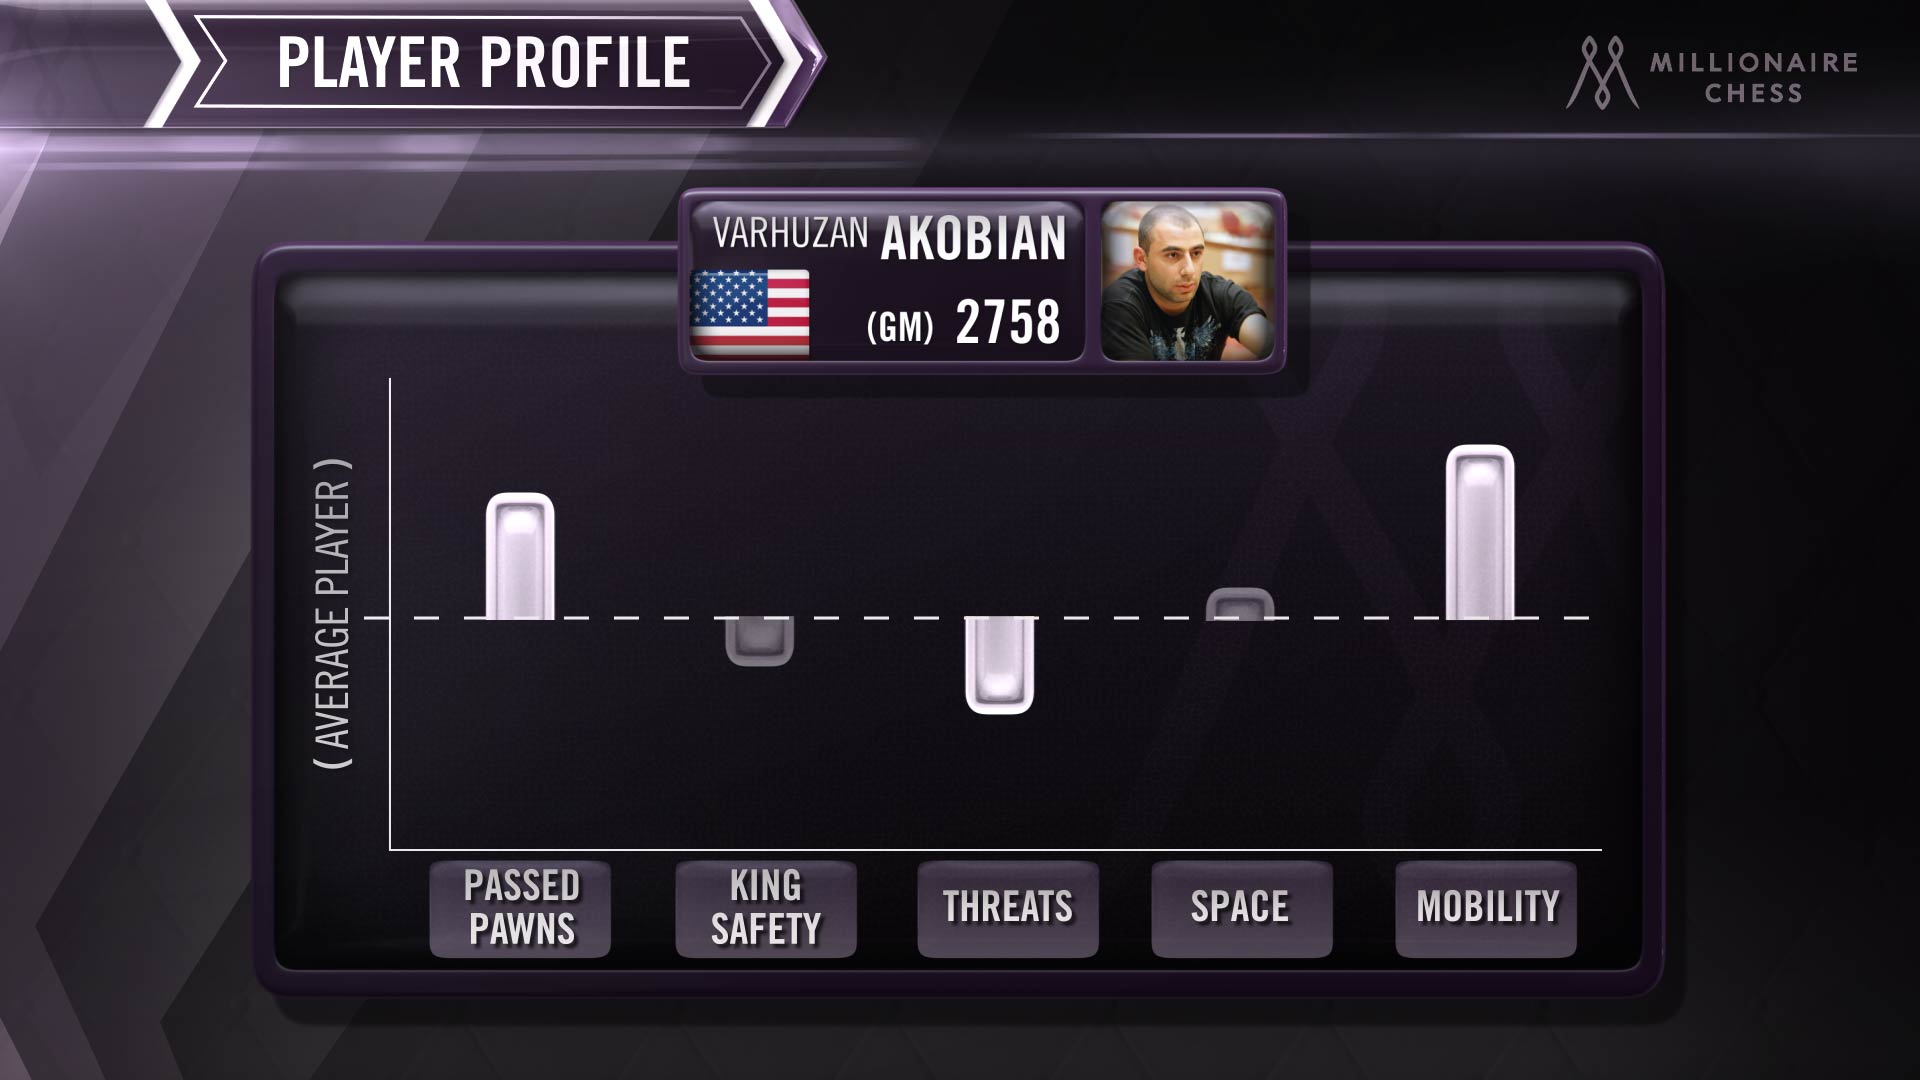 PLAYER PROFILE
MILLIONAIRE
CHESS
VARHUZAN AKOBIAN
(GM) 2758
( AVERAGE PLAYER )
PASSED
PAWNS
KING
SAFETY
THREATS
SPACE
MOBILITY